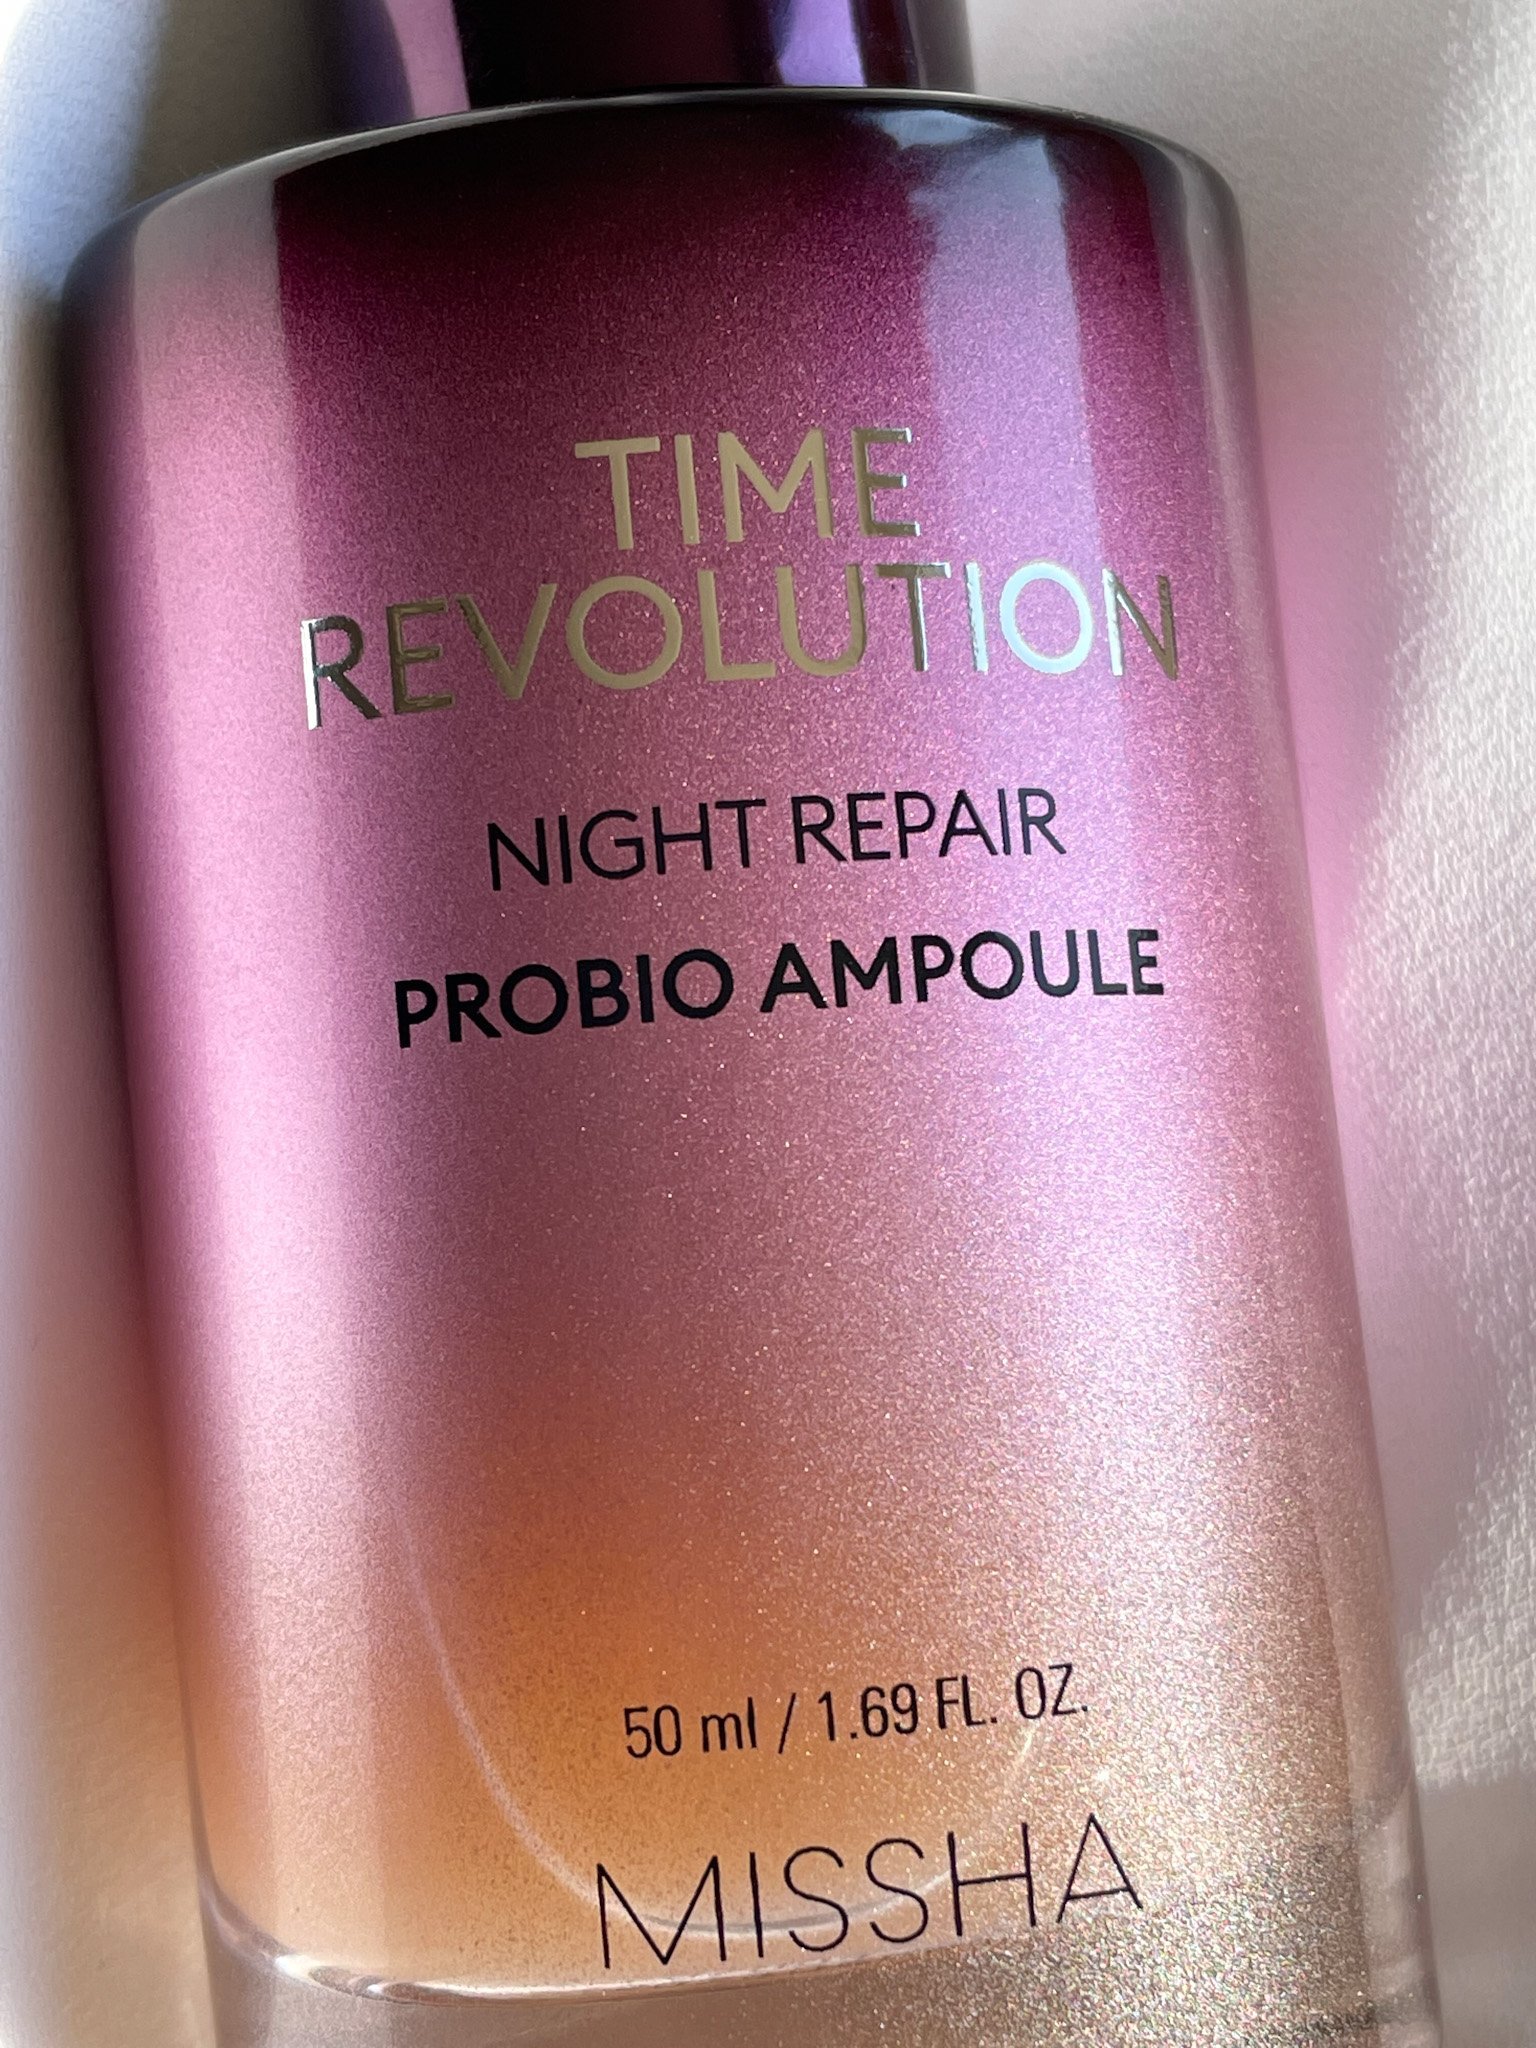 TIME
REVOLUTION
NIGHT REPAIR
PROBIO AMPOULE
50 ml / 1.69 FL. OZ.
MISSHA